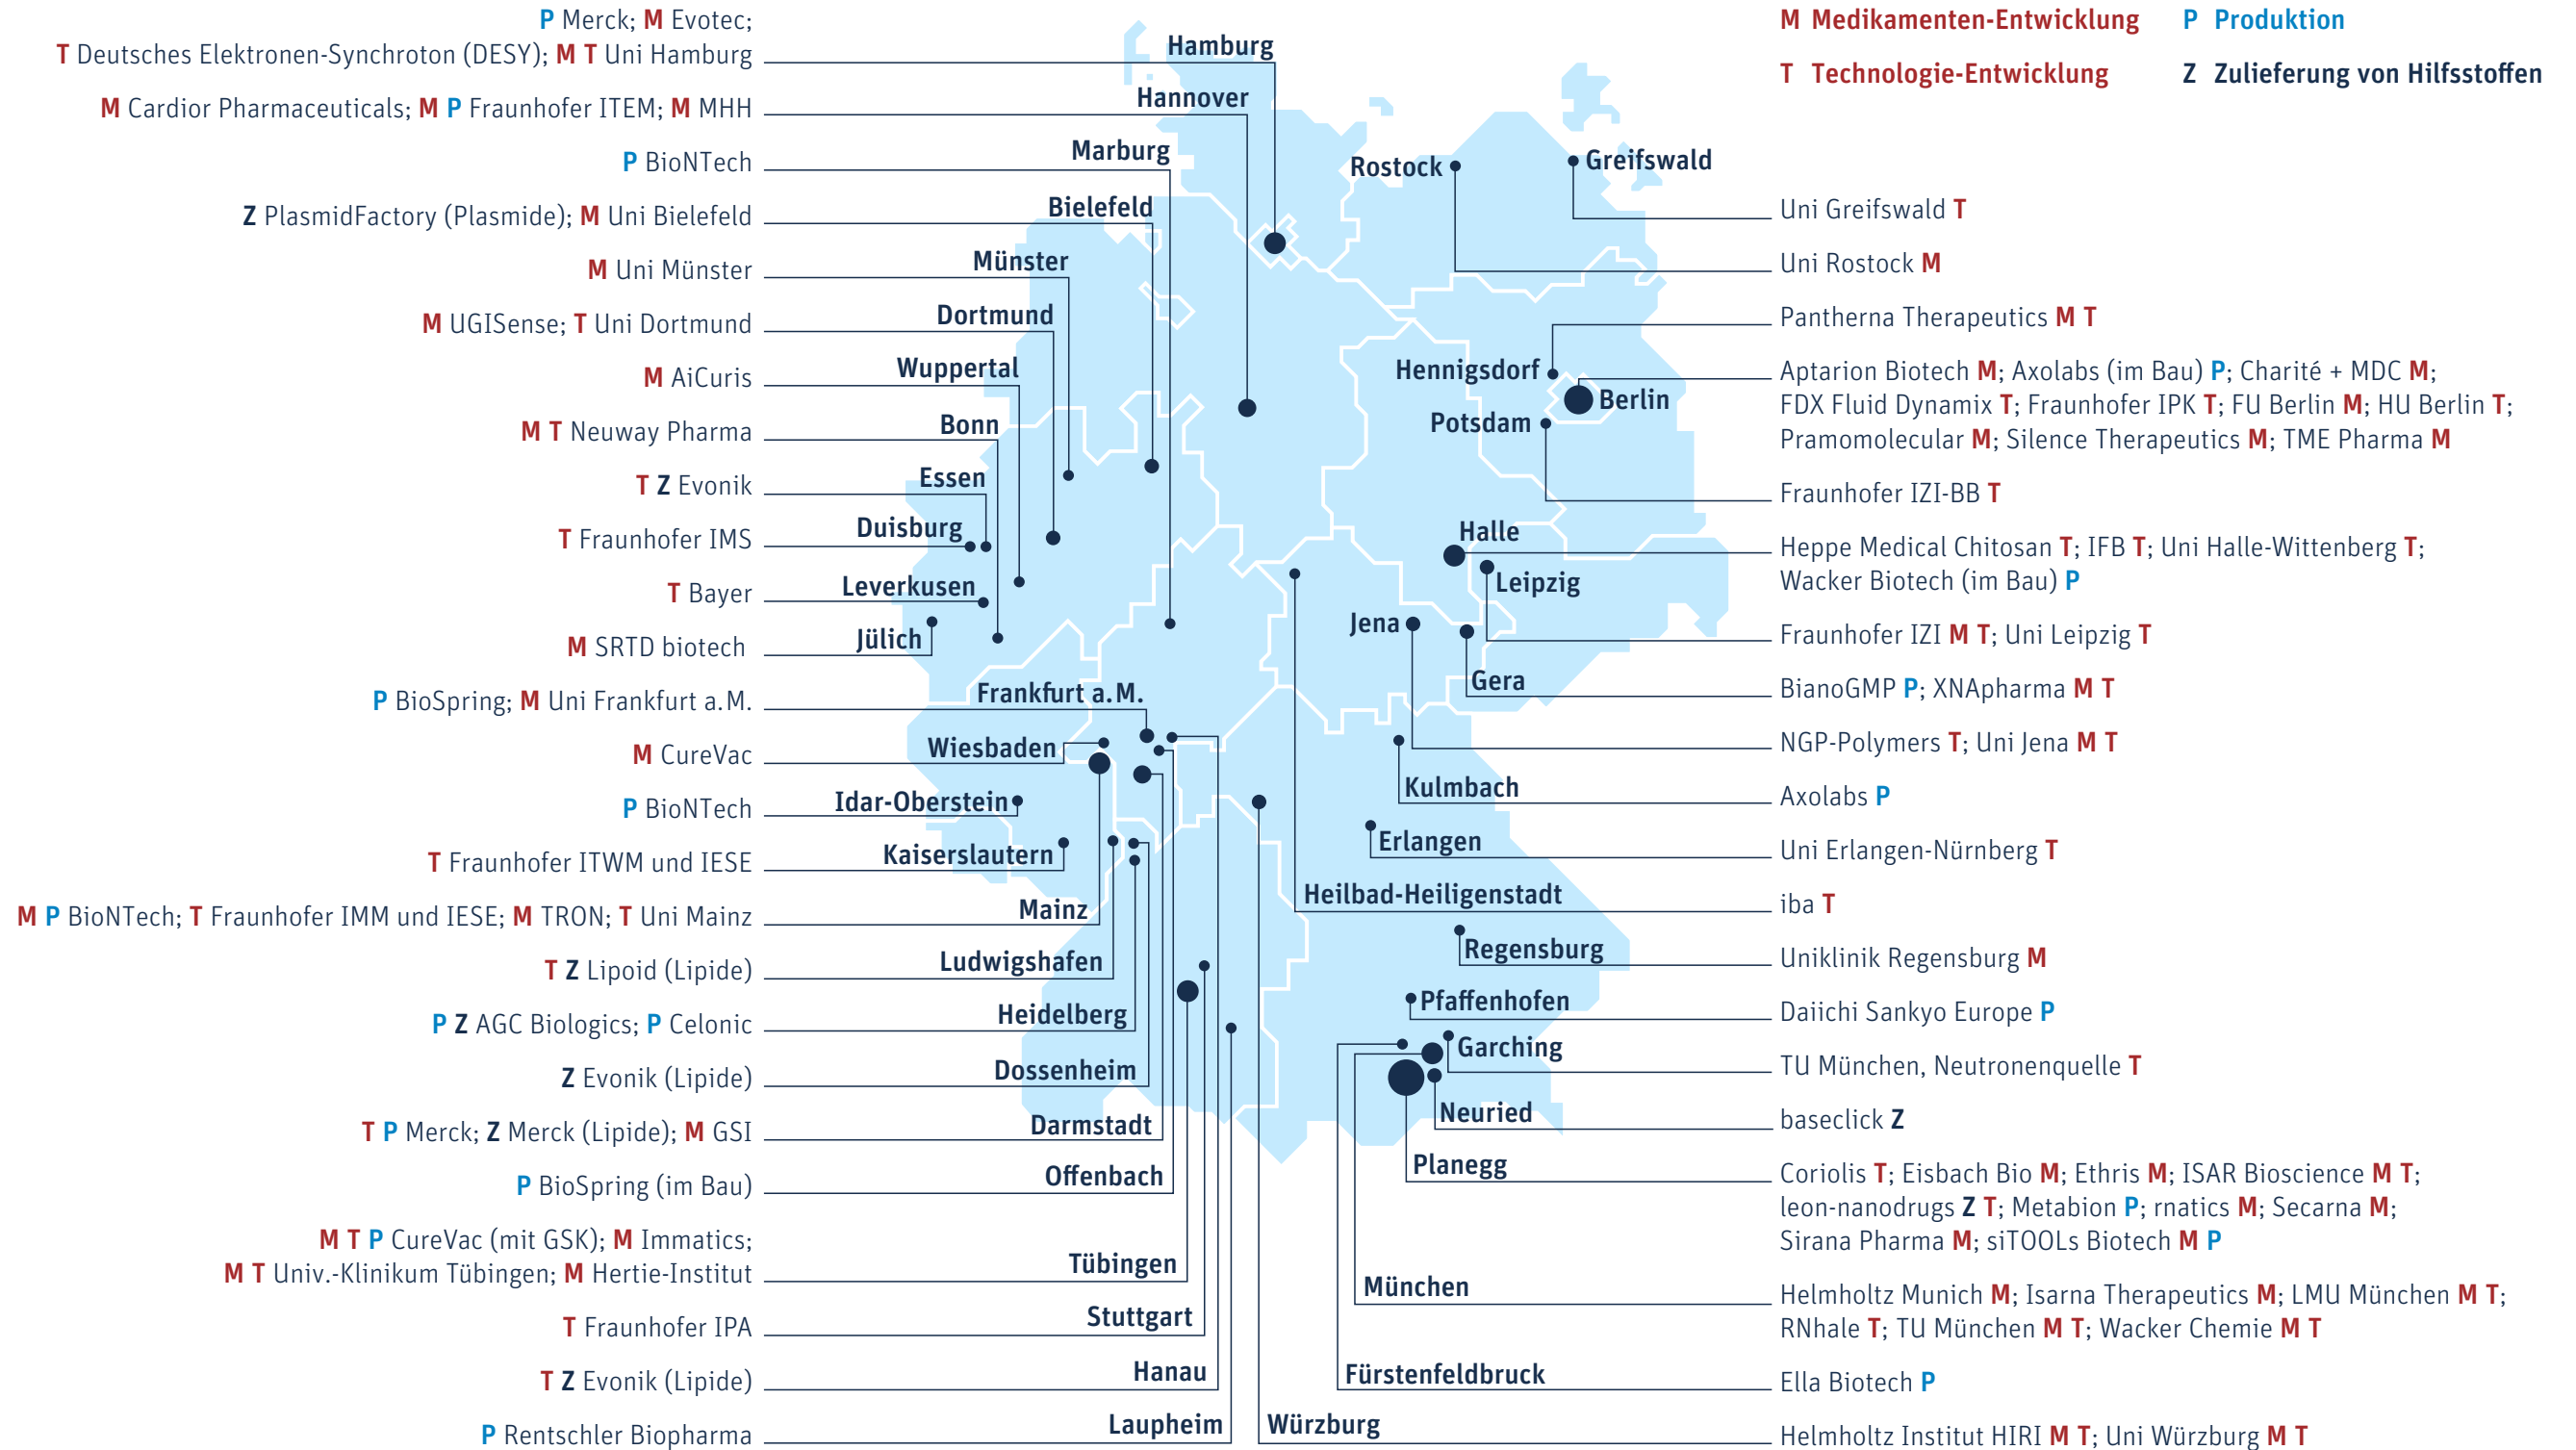 M Medikamenten-Entwicklung P Produktion
T Technologie-Entwicklung Z Zulieferung von Hilfsstoffen
P Merck; M Evotec;
T Deutsches Elektronen-Synchroton (DESY); M T Uni Hamburg
Hamburg
M Cardior Pharmaceuticals; M P Fraunhofer ITEM; M MHH
Hannover
P BioNTech
Marburg
Z PlasmidFactory (Plasmide); M Uni Bielefeld
Bielefeld
M Uni Münster
Münster
M UGISense; T Uni Dortmund
Dortmund
M AiCuris
Wuppertal
M T Neuway Pharma
Bonn
T Z Evonik
Essen
T Fraunhofer IMS
Duisburg
T Bayer
Leverkusen
M SRTD biotech
Jülich
P BioSpring; M Uni Frankfurt a.M.
Frankfurt a.M.
M CureVac
Wiesbaden
P BioNTech
Idar-Oberstein
T Fraunhofer ITWM und IESE
Kaiserslautern
M P BioNTech; T Fraunhofer IMM und IESE; M TRON; T Uni Mainz
Mainz
T Z Lipoid (Lipide)
Ludwigshafen
P Z AGC Biologics; P Celonic
Heidelberg
Z Evonik (Lipide)
Dossenheim
T P Merck; Z Merck (Lipide); M GSI
Darmstadt
P BioSpring (im Bau)
Offenbach
M T P CureVac (mit GSK); M Immatics;
M T Univ.-Klinikum Tübingen; M Hertie-Institut
Tübingen
T Fraunhofer IPA
Stuttgart
T Z Evonik (Lipide)
Hanau
P Rentschler Biopharma
Laupheim
Greifswald
Uni Greifswald T
Rostock
Uni Rostock M
Hennigsdorf
Pantherna Therapeutics M T
Berlin
Aptarion Biotech M; Axolabs (im Bau) P; Charité + MDC M;
FDX Fluid Dynamix T; Fraunhofer IPK T; FU Berlin M; HU Berlin T;
Pramomolecular M; Silence Therapeutics M; TME Pharma M
Potsdam
Fraunhofer IZI-BB T
Halle
Heppe Medical Chitosan T; IFB T; Uni Halle-Wittenberg T;
Wacker Biotech (im Bau) P
Leipzig
Fraunhofer IZI M T; Uni Leipzig T
Gera
BianoGMP P; XNApharma M T
Jena
NGP-Polymers T; Uni Jena M T
Kulmbach
Axolabs P
Erlangen
Uni Erlangen-Nürnberg T
Heilbad-Heiligenstadt
iba T
Regensburg
Uniklinik Regensburg M
Pfaffenhofen
Daiichi Sankyo Europe P
Garching
TU München, Neutronenquelle T
Neuried
baseclick Z
Planegg
Coriolis T; Eisbach Bio M; Ethris M; ISAR Bioscience M T;
leon-nanodrugs Z T; Metabion P; rnatics M; Secarna M;
Sirana Pharma M; siTOOLs Biotech M P
München
Helmholtz Munich M; Isarna Therapeutics M; LMU München M T;
RNhale T; TU München M T; Wacker Chemie M T
Fürstenfeldbruck
Ella Biotech P
Würzburg
Helmholtz Institut HIRI M T; Uni Würzburg M T